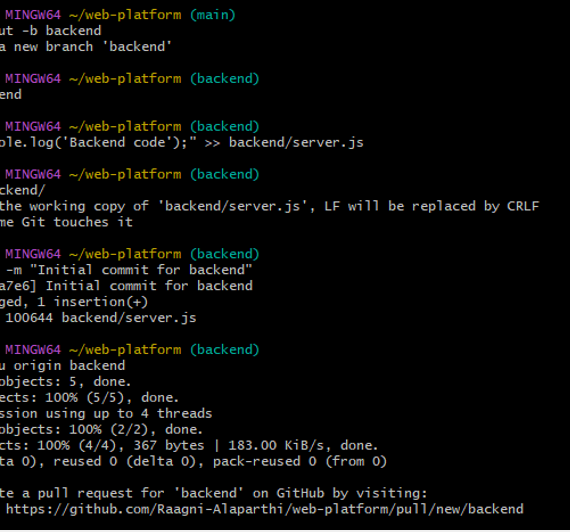 MINGW64 ~/web-platform (main)
ut -b backend
a new branch 'backend'
MINGW64 ~/web-platform (backend)
end
MINGW64 ~/web-platform (backend)
ole.log('Backend code');" >> backend/server.js
MINGW64 ~/web-platform (backend)
ckend/
the working copy of 'backend/server.js', LF will be replaced by CRLF
me Git touches it
MINGW64 ~/web-platform (backend)
-m "Initial commit for backend"
a7e6] Initial commit for backend
ged, 1 insertion(+)
100644 backend/server.js
MINGW64 ~/web-platform (backend)
u origin backend
objects: 5, done.
ects: 100% (5/5), done.
ssion using up to 4 threads
objects: 100% (2/2), done.
cts: 100% (4/4), 367 bytes | 183.00 KiB/s, done.
ta 0), reused 0 (delta 0), pack-reused 0 (from 0)
te a pull request for 'backend' on GitHub by visiting:
https://github.com/Raagni-Alaparthi/web-platform/pull/new/backend